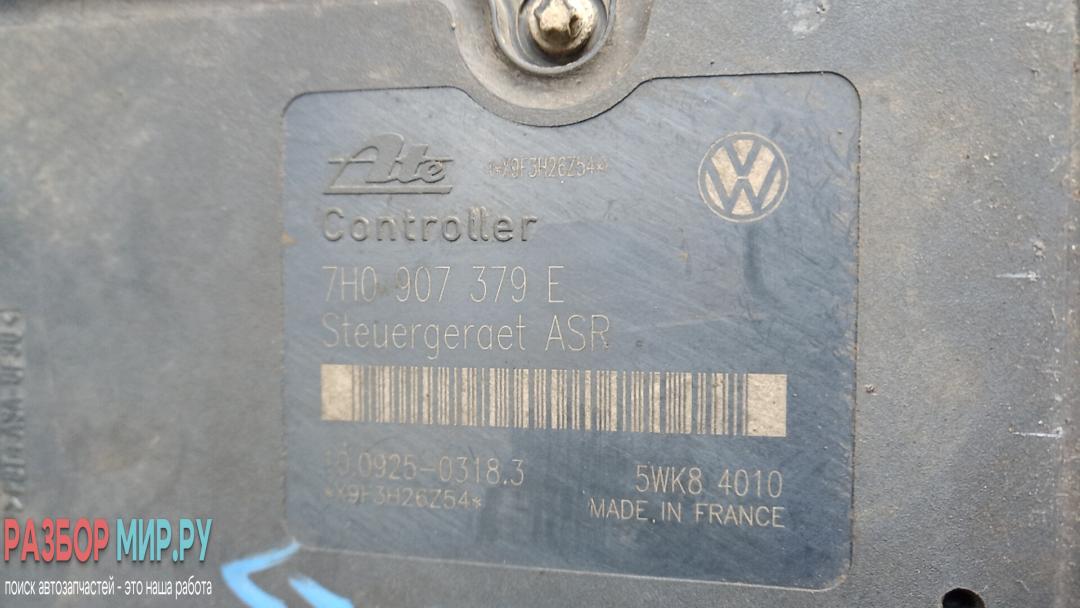 Ate *X9F3H26Z54*
Controller
7H0 907 379 E
Steuergeraet ASR
10.0925-0318.3 5WK8 4010
*X9F3H26Z54* MADE IN FRANCE
РАЗБОР МИР.РУ
поиск автозапчастей - это наша работа